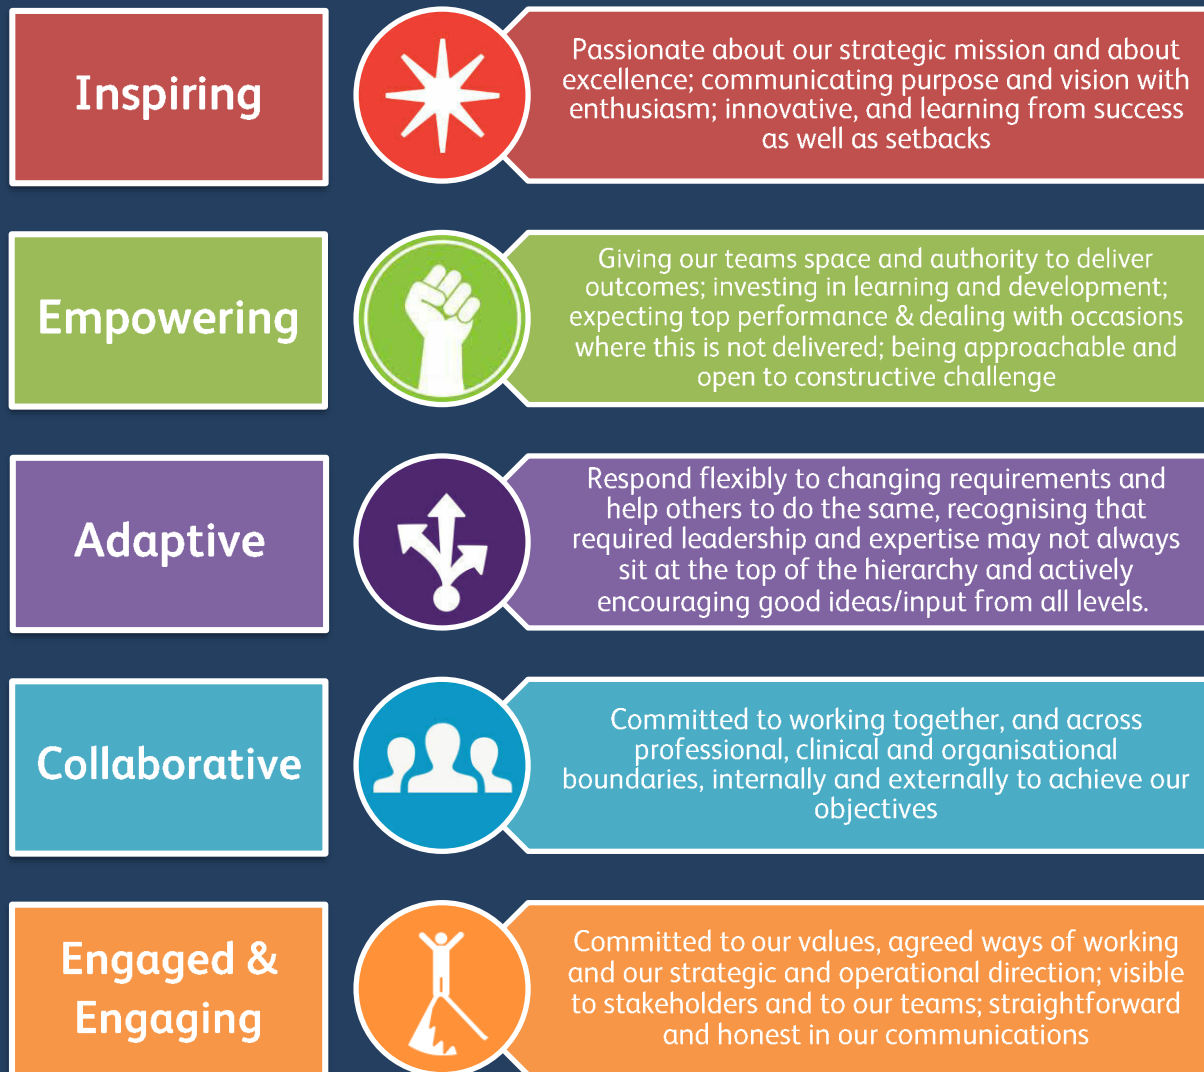 Inspiring
Passionate about our strategic mission and about
excellence; communicating purpose and vision with
enthusiasm; innovative, and learning from success
as well as setbacks
Empowering
Giving our teams space and authority to deliver
outcomes; investing in learning and development;
expecting top performance & dealing with occasions
where this is not delivered; being approachable and
open to constructive challenge
Adaptive
Respond flexibly to changing requirements and
help others to do the same, recognising that
required leadership and expertise may not always
sit at the top of the hierarchy and actively
encouraging good ideas/input from all levels.
Collaborative
Committed to working together, and across
professional, clinical and organisational
boundaries, internally and externally to achieve our
objectives
Engaged &
Engaging
Committed to our values, agreed ways of working
and our strategic and operational direction; visible
to stakeholders and to our teams; straightforward
and honest in our communications